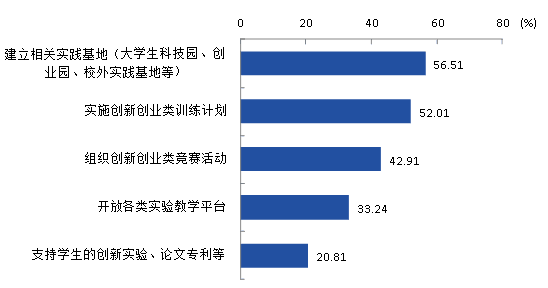 0 20 40 60 80 (%)
建立相关实践基地（大学生科技园、创
业园、校外实践基地等）
56.51
实施创新创业类训练计划
52.01
组织创新创业类竞赛活动
42.91
开放各类实验教学平台
33.24
支持学生的创新实验、论文专利等
20.81